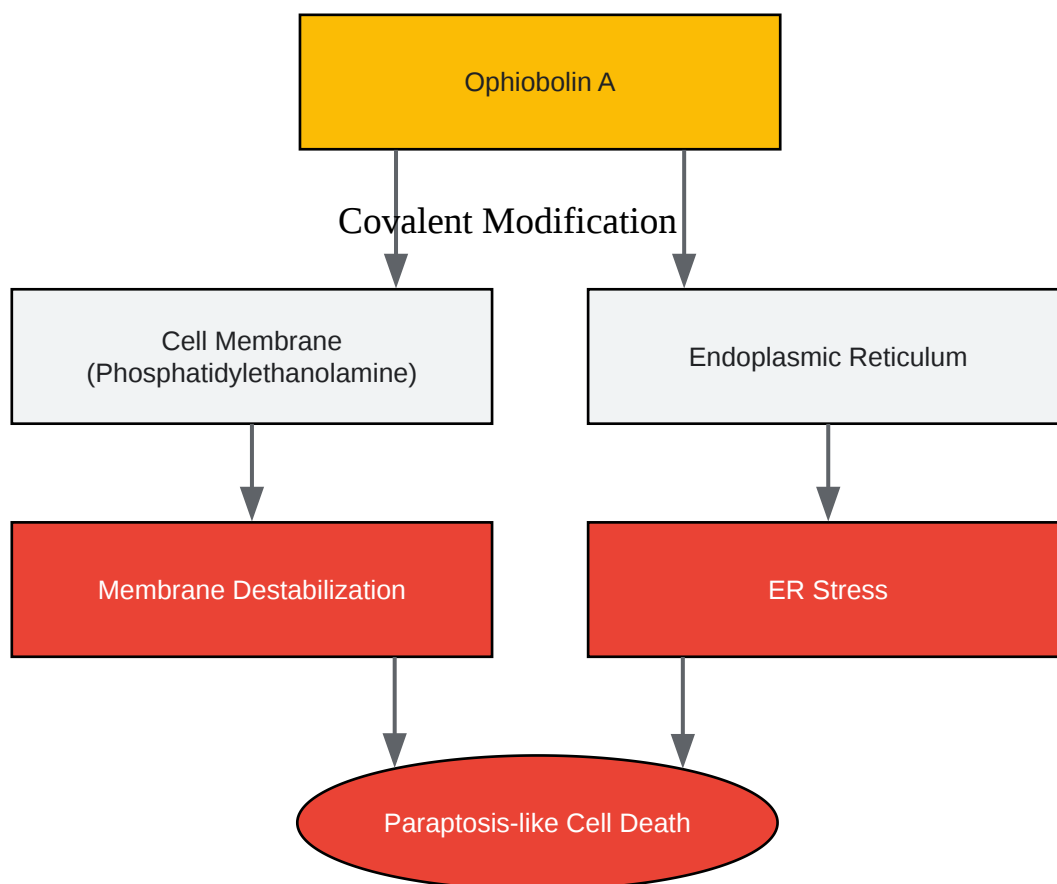 Ophiobolin A
Covalent Modification
Cell Membrane
(Phosphatidylethanolamine)
Endoplasmic Reticulum
Membrane Destabilization
ER Stress
Paraptosis-like Cell Death